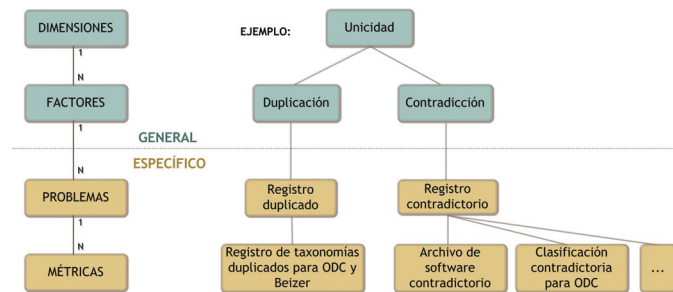 DIMENSIONES
EJEMPLO:
Unicidad
1
N
FACTORES
Duplicación
Contradicción
1
GENERAL
ESPECÍFICO
N
PROBLEMAS
Registro
duplicado
Registro
contradictorio
1
N
MÉTRICAS
Registro de taxonomías
duplicados para ODC y
Beizer
Archivo de
software
contradictorio
Clasificación
contradictoria
para ODC
...